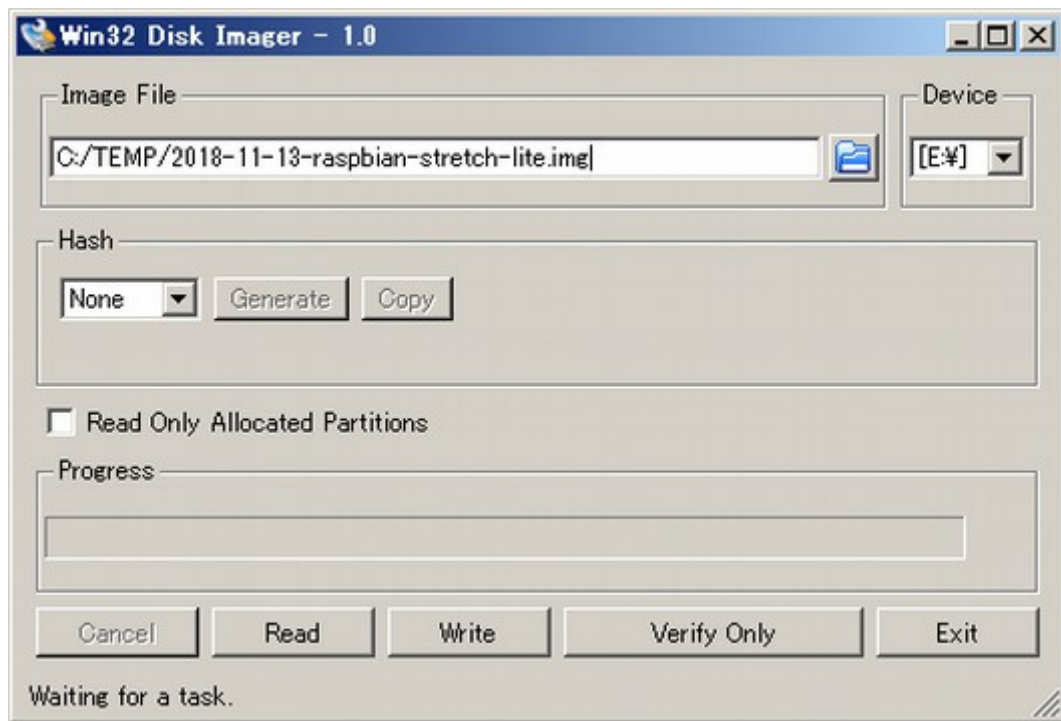 Win32 Disk Imager - 1.0
Image File
Device
C:/TEMP/2018-11-13-raspbian-stretch-lite.img
[E:¥]
Hash
None Generate Copy
Read Only Allocated Partitions
Progress
Cancel Read Write Verify Only Exit
Waiting for a task.